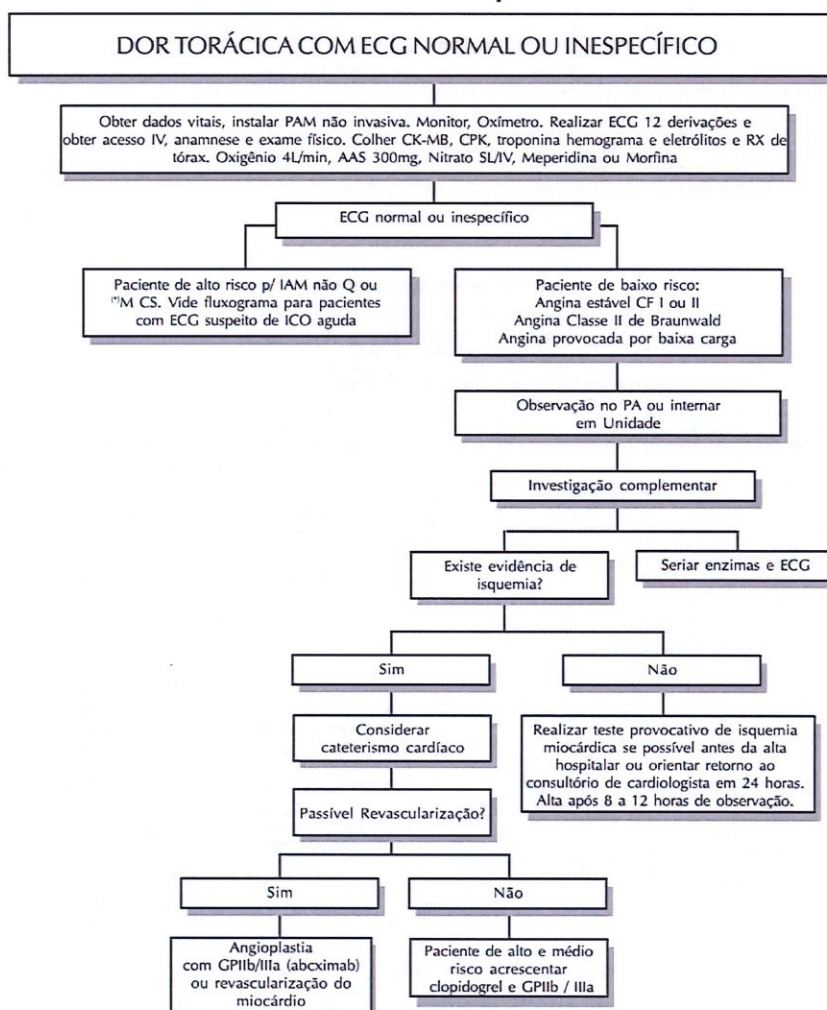 DOR TORÁCICA COM ECG NORMAL OU INESPECÍFICO
Obter dados vitais, instalar PAM não invasiva. Monitor, Oxímetro. Realizar ECG 12 derivações e
obter acesso IV, anamnese e exame físico. Colher CK-MB, CPK, troponina hemograma e eletrólitos e RX de
tórax. Oxigênio 4L/min, AAS 300mg, Nitrato SL/IV, Meperidina ou Morfina
ECG normal ou inespecífico
Paciente de alto risco p/ IAM não Q ou
(*)M CS. Vide fluxograma para pacientes
com ECG suspeito de ICO aguda
Paciente de baixo risco:
Angina estável CF I ou II
Angina Classe II de Braunwald
Angina provocada por baixa carga
Observação no PA ou internar
em Unidade
Investigação complementar
Existe evidência de
isquemia?
Seriar enzimas e ECG
Sim
Não
Considerar
cateterismo cardíaco
Realizar teste provocativo de isquemia
miocárdica se possível antes da alta
hospitalar ou orientar retorno ao
consultório de cardiologista em 24 horas.
Alta após 8 a 12 horas de observação.
Passível Revascularização?
Sim
Não
Angioplastia
com GPIIb/IIIa (abcximab)
ou revascularização do
miocárdio
Paciente de alto e médio
risco acrescentar
clopidogrel e GPIIb / IIIa